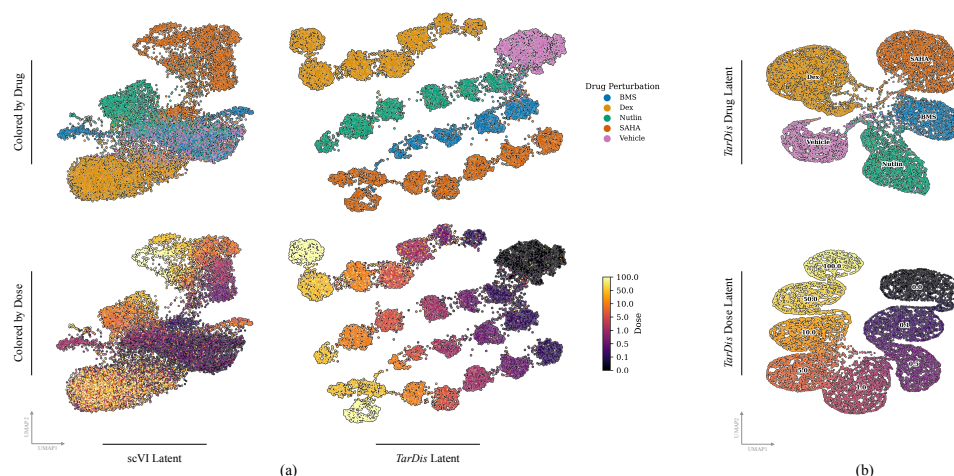 Colored by Drug
Drug Perturbation
BMS
Dex
Nutlin
SAHA
Vehicle
TarDis Drug Latent
Dex
SAHA
BMS
Vehicle
Nutlin
Colored by Dose
100.0
50.0
10.0
5.0
1.0
0.5
0.1
0.0
Dose
TarDis Dose Latent
100.0
0.0
50.0
0.1
10.0
0.5
5.0
1.0
UMAP2
UMAP1
scVI Latent
TarDis Latent
UMAP2
UMAP1
(a)
(b)